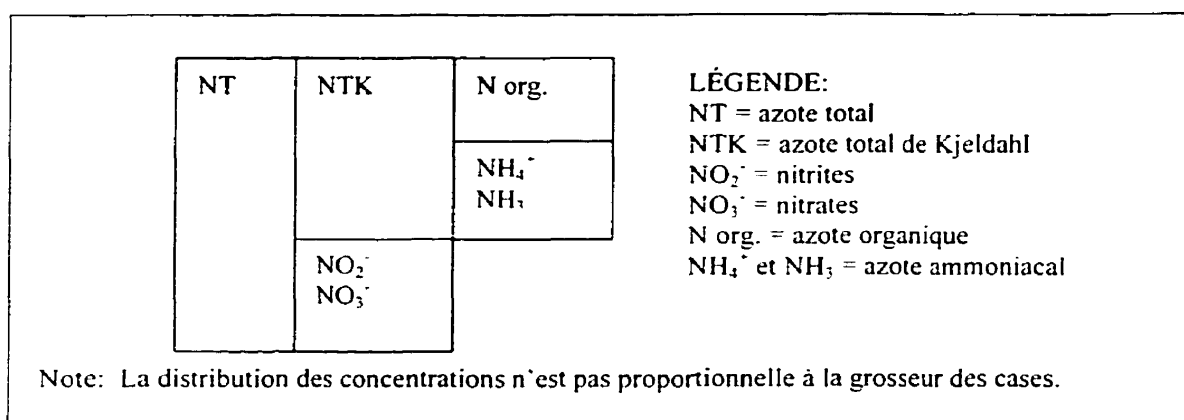 NT NTK N org.
NH₄⁺
NH₃
NO₂⁻
NO₃⁻
LÉGENDE:
NT = azote total
NTK = azote total de Kjeldahl
NO₂⁻ = nitrites
NO₃⁻ = nitrates
N org. = azote organique
NH₄⁺ et NH₃ = azote ammoniacal
Note: La distribution des concentrations n'est pas proportionnelle à la grosseur des cases.